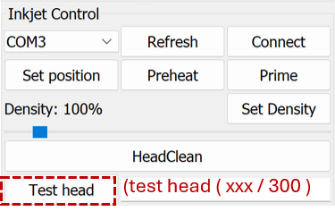 Inkjet Control
COM3 Refresh Connect
Set position Preheat Prime
Density: 100% Set Density
HeadClean
Test head (test head ( xxx / 300 )